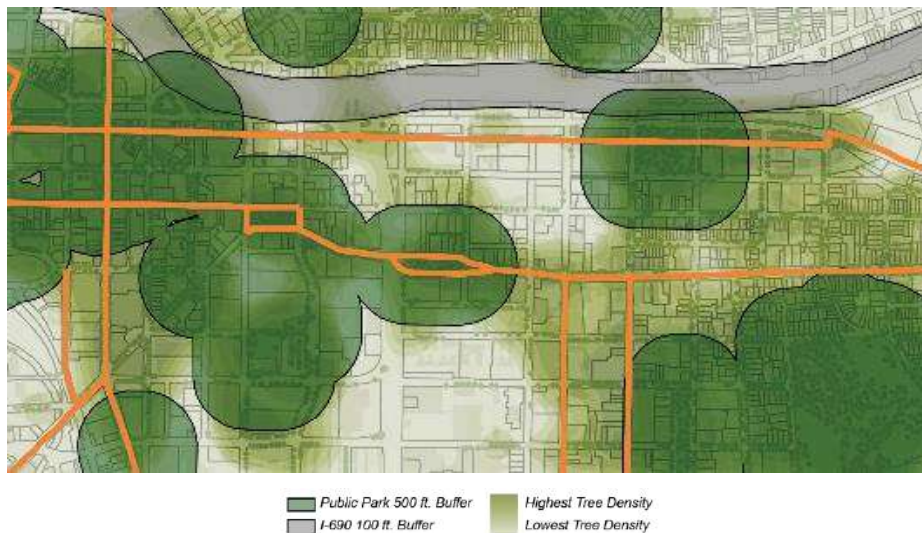 Public Park 500 ft. Buffer
I-690 100 ft. Buffer
Highest Tree Density
Lowest Tree Density